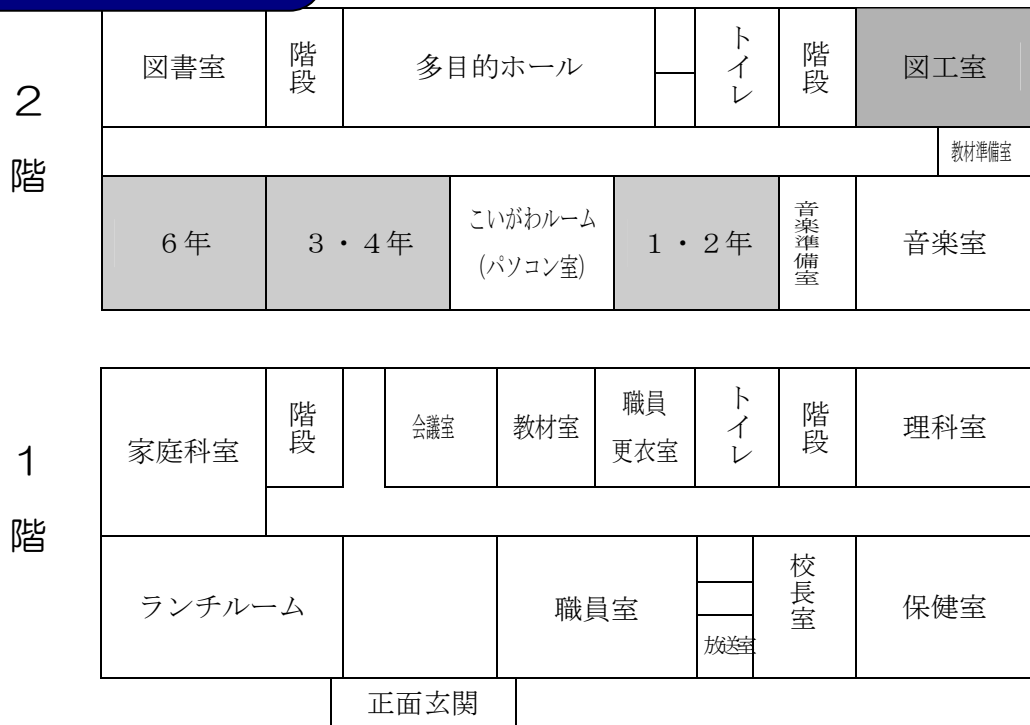 2階
図書室
階段
多目的ホール
トイレ
階段
図工室
教材準備室
6年
3・4年
こいがわルーム
(パソコン室)
1・2年
音楽準備室
音楽室
1階
家庭科室
階段
会議室
教材室
職員
更衣室
トイレ
階段
理科室
ランチルーム
職員室
放送室
校長室
保健室
正面玄関